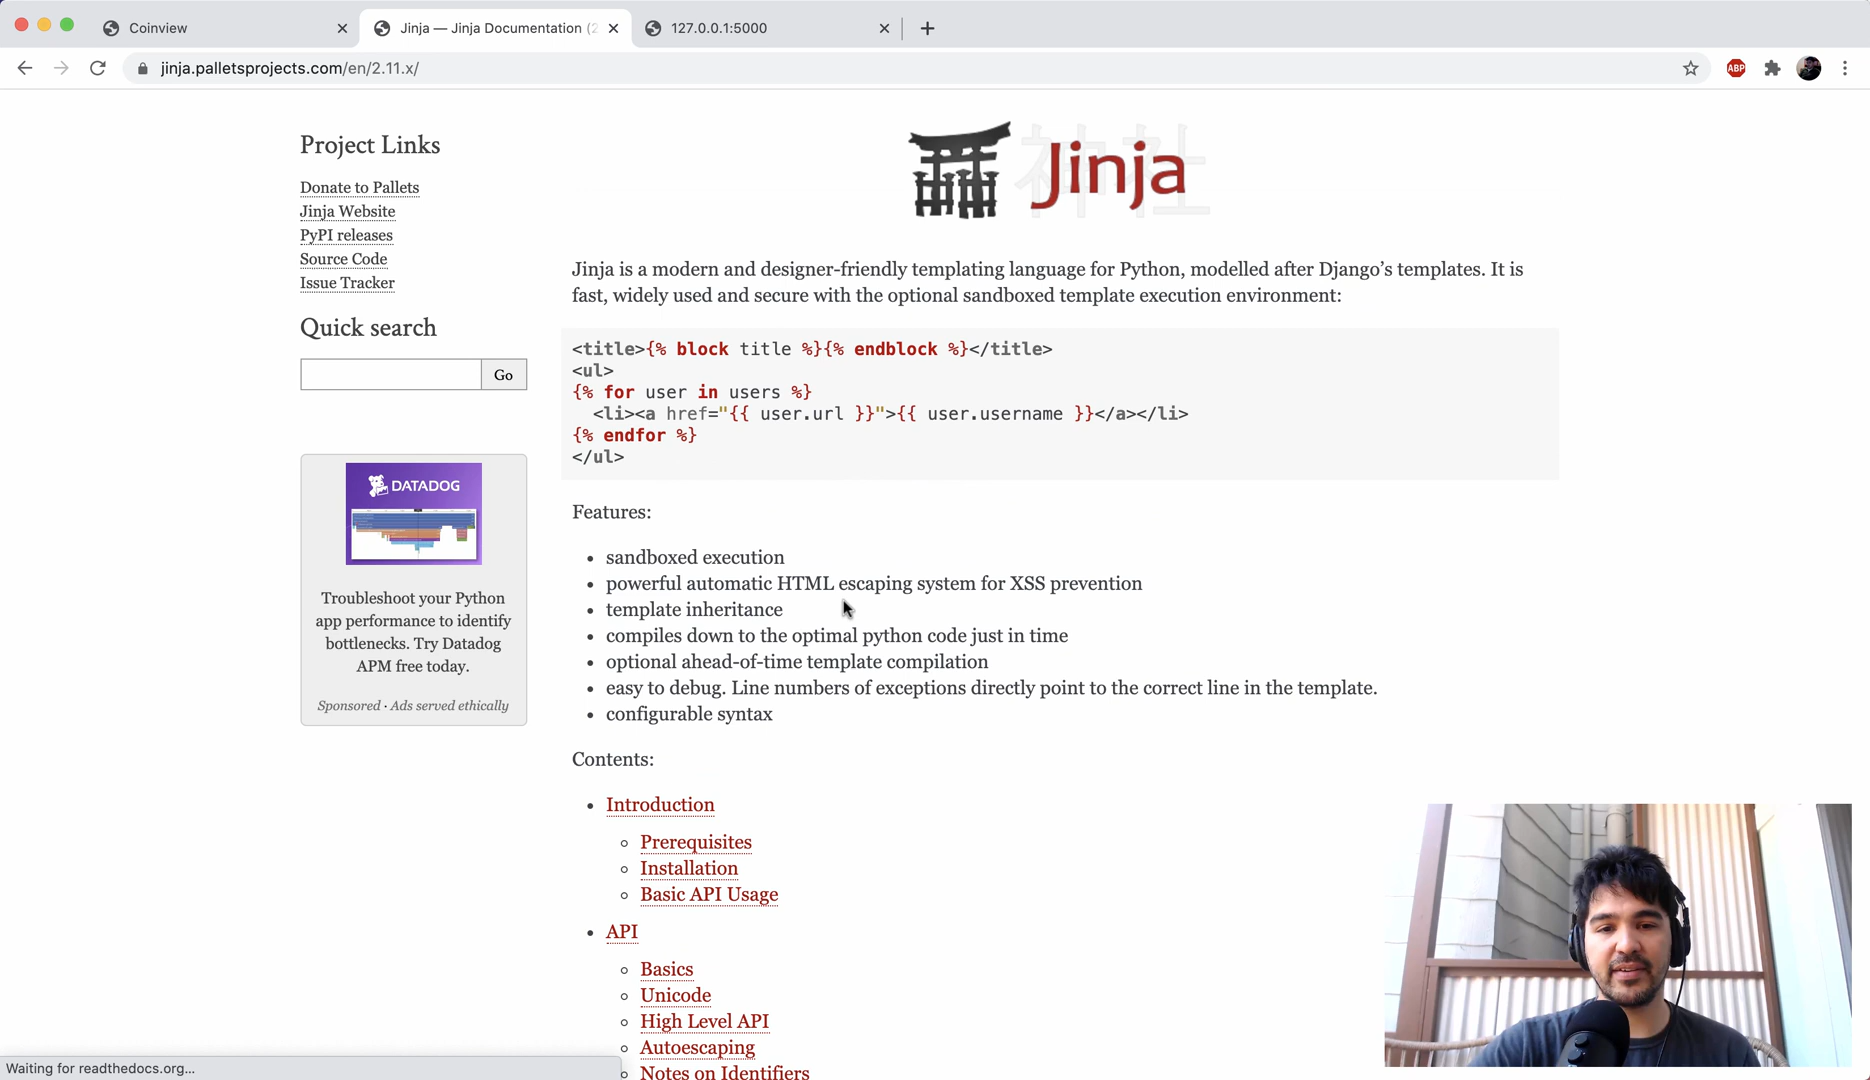 Coinview
Jinja — Jinja Documentation (2
127.0.0.1:5000
jinja.palletsprojects.com/en/2.11.x/
ABP
Project Links
Donate to Pallets
Jinja Website
PyPI releases
Source Code
Issue Tracker
Quick search
Go
DATADOG
Troubleshoot your Python
app performance to identify
bottlenecks. Try Datadog
APM free today.
Sponsored · Ads served ethically
神社
Jinja
Jinja is a modern and designer-friendly templating language for Python, modelled after Django’s templates. It is
fast, widely used and secure with the optional sandboxed template execution environment:
<title>{% block title %}{% endblock %}</title>
<ul>
{% for user in users %}
  <li><a href="{{ user.url }}">{{ user.username }}</a></li>
{% endfor %}
</ul>
Features:
sandboxed execution
powerful automatic HTML escaping system for XSS prevention
template inheritance
compiles down to the optimal python code just in time
optional ahead-of-time template compilation
easy to debug. Line numbers of exceptions directly point to the correct line in the template.
configurable syntax
Contents:
Introduction
Prerequisites
Installation
Basic API Usage
API
Basics
Unicode
High Level API
Autoescaping
Notes on Identifiers
Waiting for readthedocs.org...